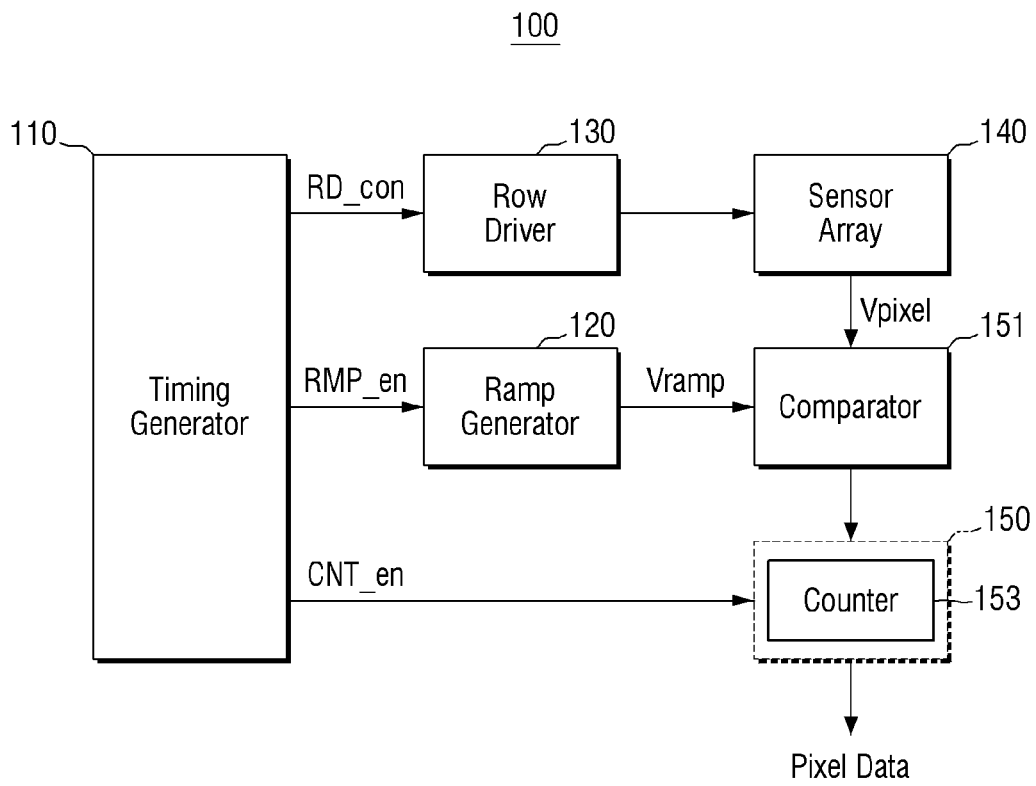 100
110
130
140
RD_con
Row
Driver
Sensor
Array
Vpixel
120
151
Timing
Generator
RMP_en
Ramp
Generator
Vramp
Comparator
150
CNT_en
Counter
153
Pixel Data